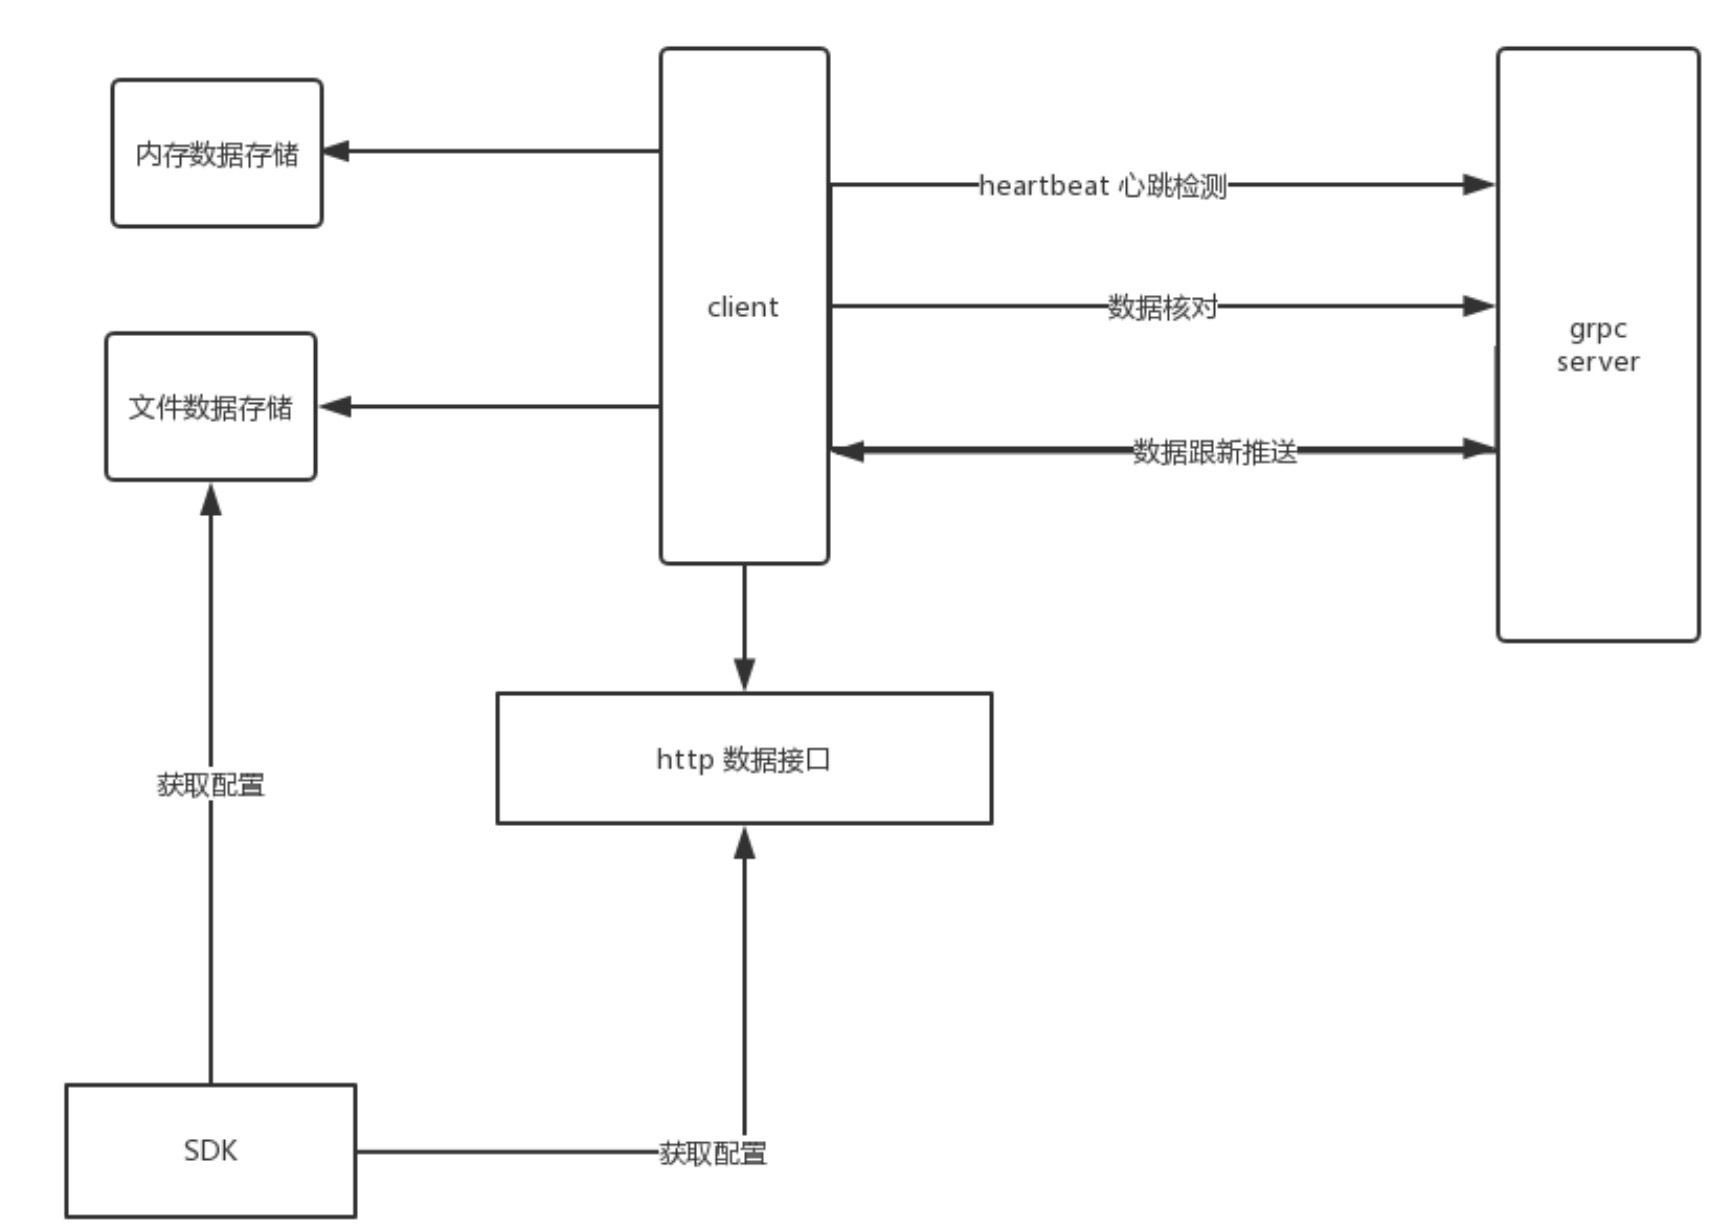 内存数据存储
heartbeat 心跳检测
client
数据核对
grpc
server
文件数据存储
数据跟新推送
http 数据接口
获取配置
SDK
获取配置